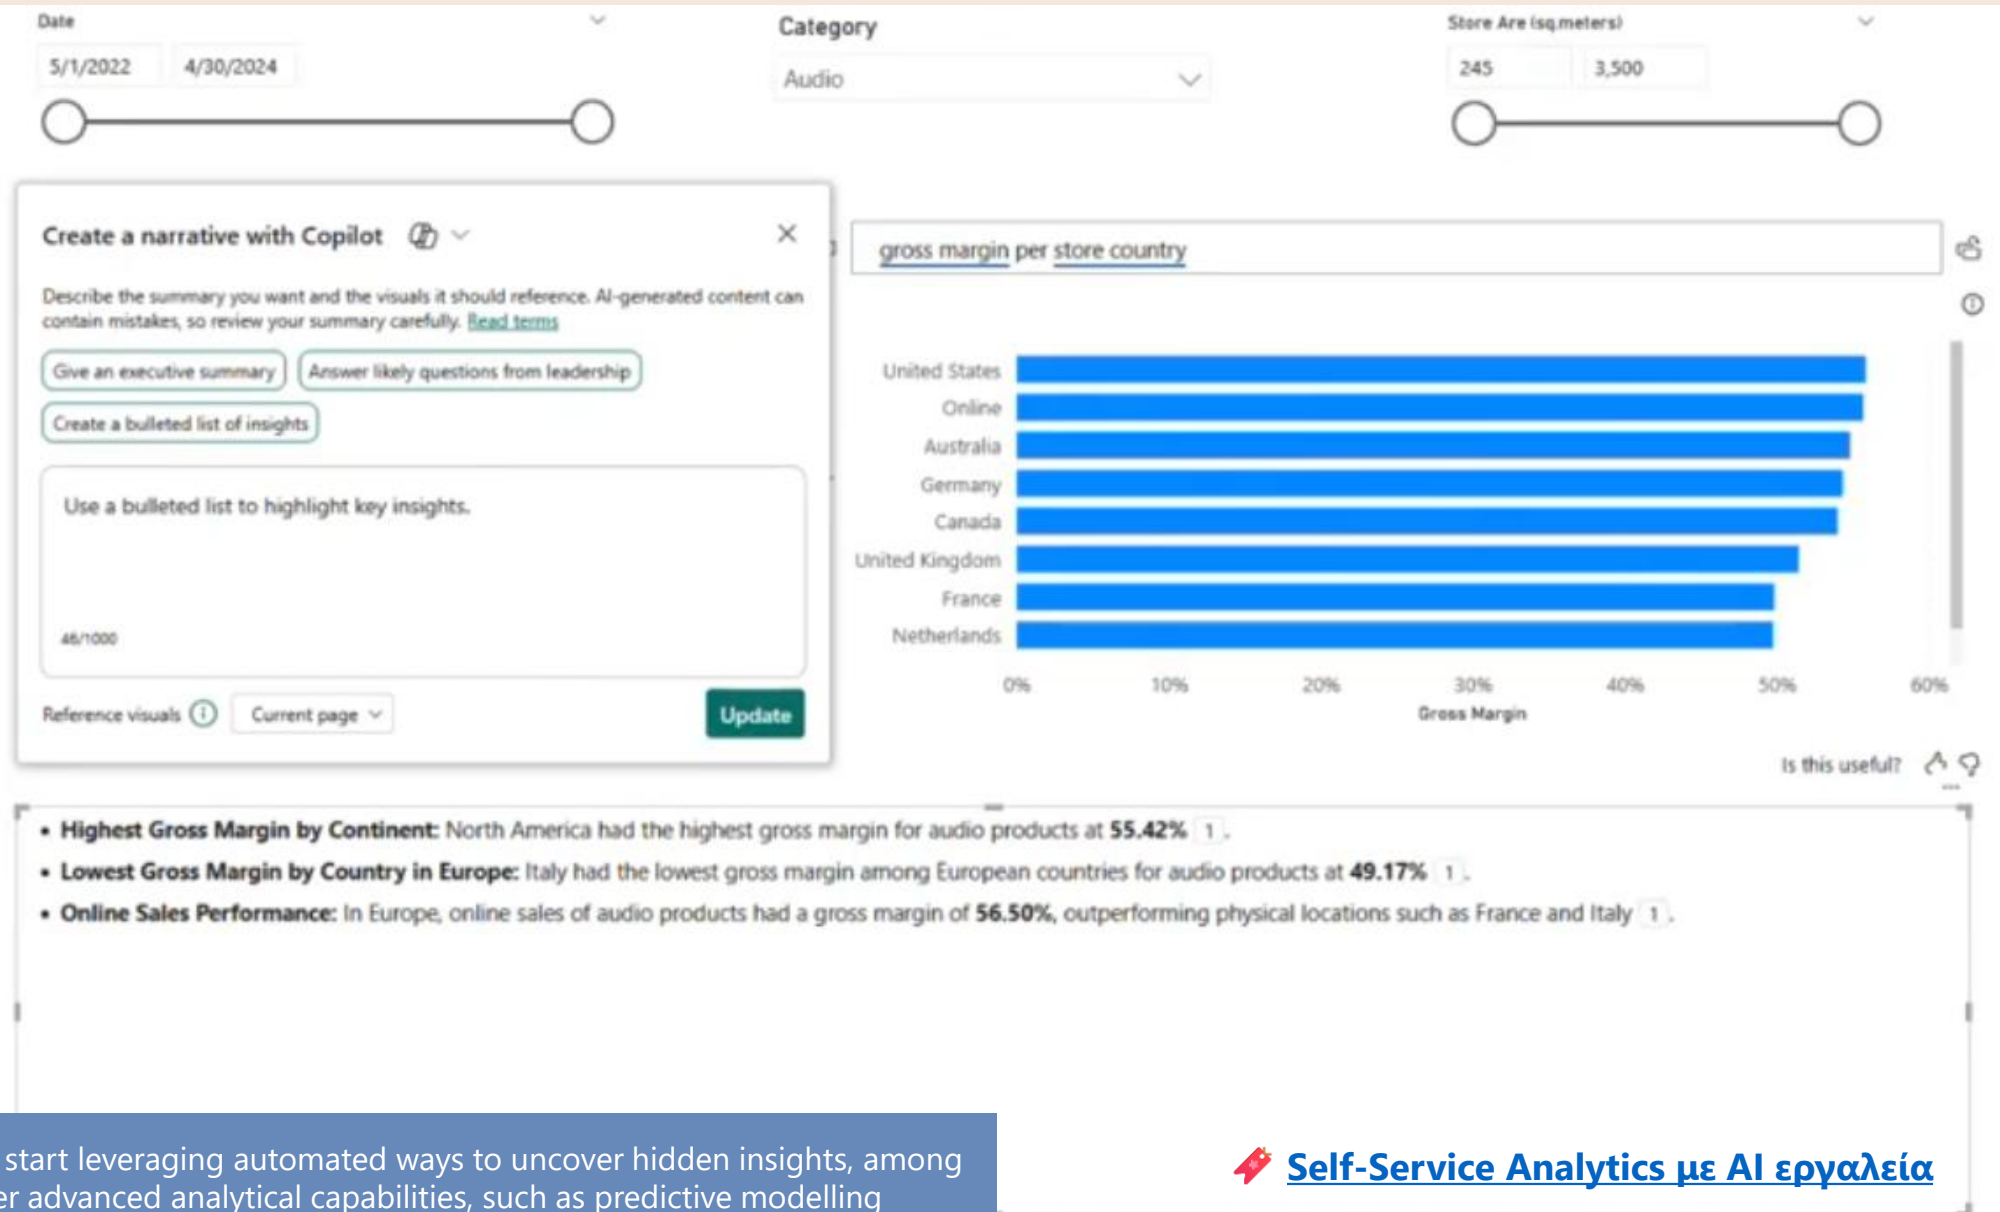 Date
5/1/2022 4/30/2024
Category
Audio
Store Are (sq.meters)
245 3,500
Create a narrative with Copilot
Describe the summary you want and the visuals it should reference. AI-generated content can
contain mistakes, so review your summary carefully. Read terms
Give an executive summary Answer likely questions from leadership
Create a bulleted list of insights
Use a bulleted list to highlight key insights.
46/1000
Reference visuals Current page Update
gross margin per store country
United States
Online
Australia
Germany
Canada
United Kingdom
France
Netherlands
0% 10% 20% 30% 40% 50% 60%
Gross Margin
Is this useful?
• Highest Gross Margin by Continent: North America had the highest gross margin for audio products at 55.42% 1 .
• Lowest Gross Margin by Country in Europe: Italy had the lowest gross margin among European countries for audio products at 49.17% 1 .
• Online Sales Performance: In Europe, online sales of audio products had a gross margin of 56.50%, outperforming physical locations such as France and Italy 1 .
start leveraging automated ways to uncover hidden insights, among
er advanced analytical capabilities, such as predictive modelling
Self-Service Analytics με AI εργαλεία